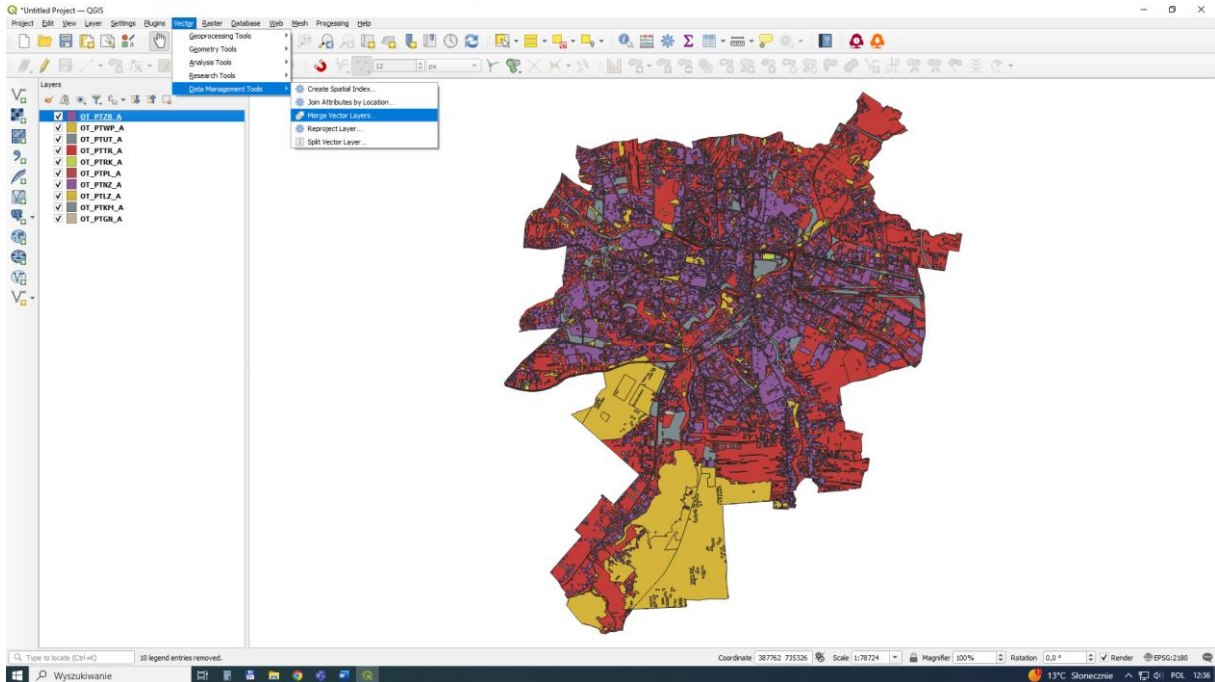 *Untitled Project — QGIS
Project Edit View Layer Settings Plugins Vector Raster Database Web Mesh Processing Help
Geoprocessing Tools
Geometry Tools
Analysis Tools
Research Tools
Data Management Tools
Create Spatial Index...
Join Attributes by Location...
Merge Vector Layers...
Reproject Layer...
Split Vector Layer...
12 px
Layers
OT_PTZB_A
OT_PTWP_A
OT_PTUT_A
OT_PTTR_A
OT_PTRK_A
OT_PTPL_A
OT_PTNZ_A
OT_PTLZ_A
OT_PTKM_A
OT_PTGN_A
Type to locate (Ctrl+K) 10 legend entries removed. Coordinate 387762 735326 Scale 1:78724 Magnifier 100% Rotation 0,0 ° Render EPSG:2180
Wyszukiwanie 13°C Słonecznie POL 12:36